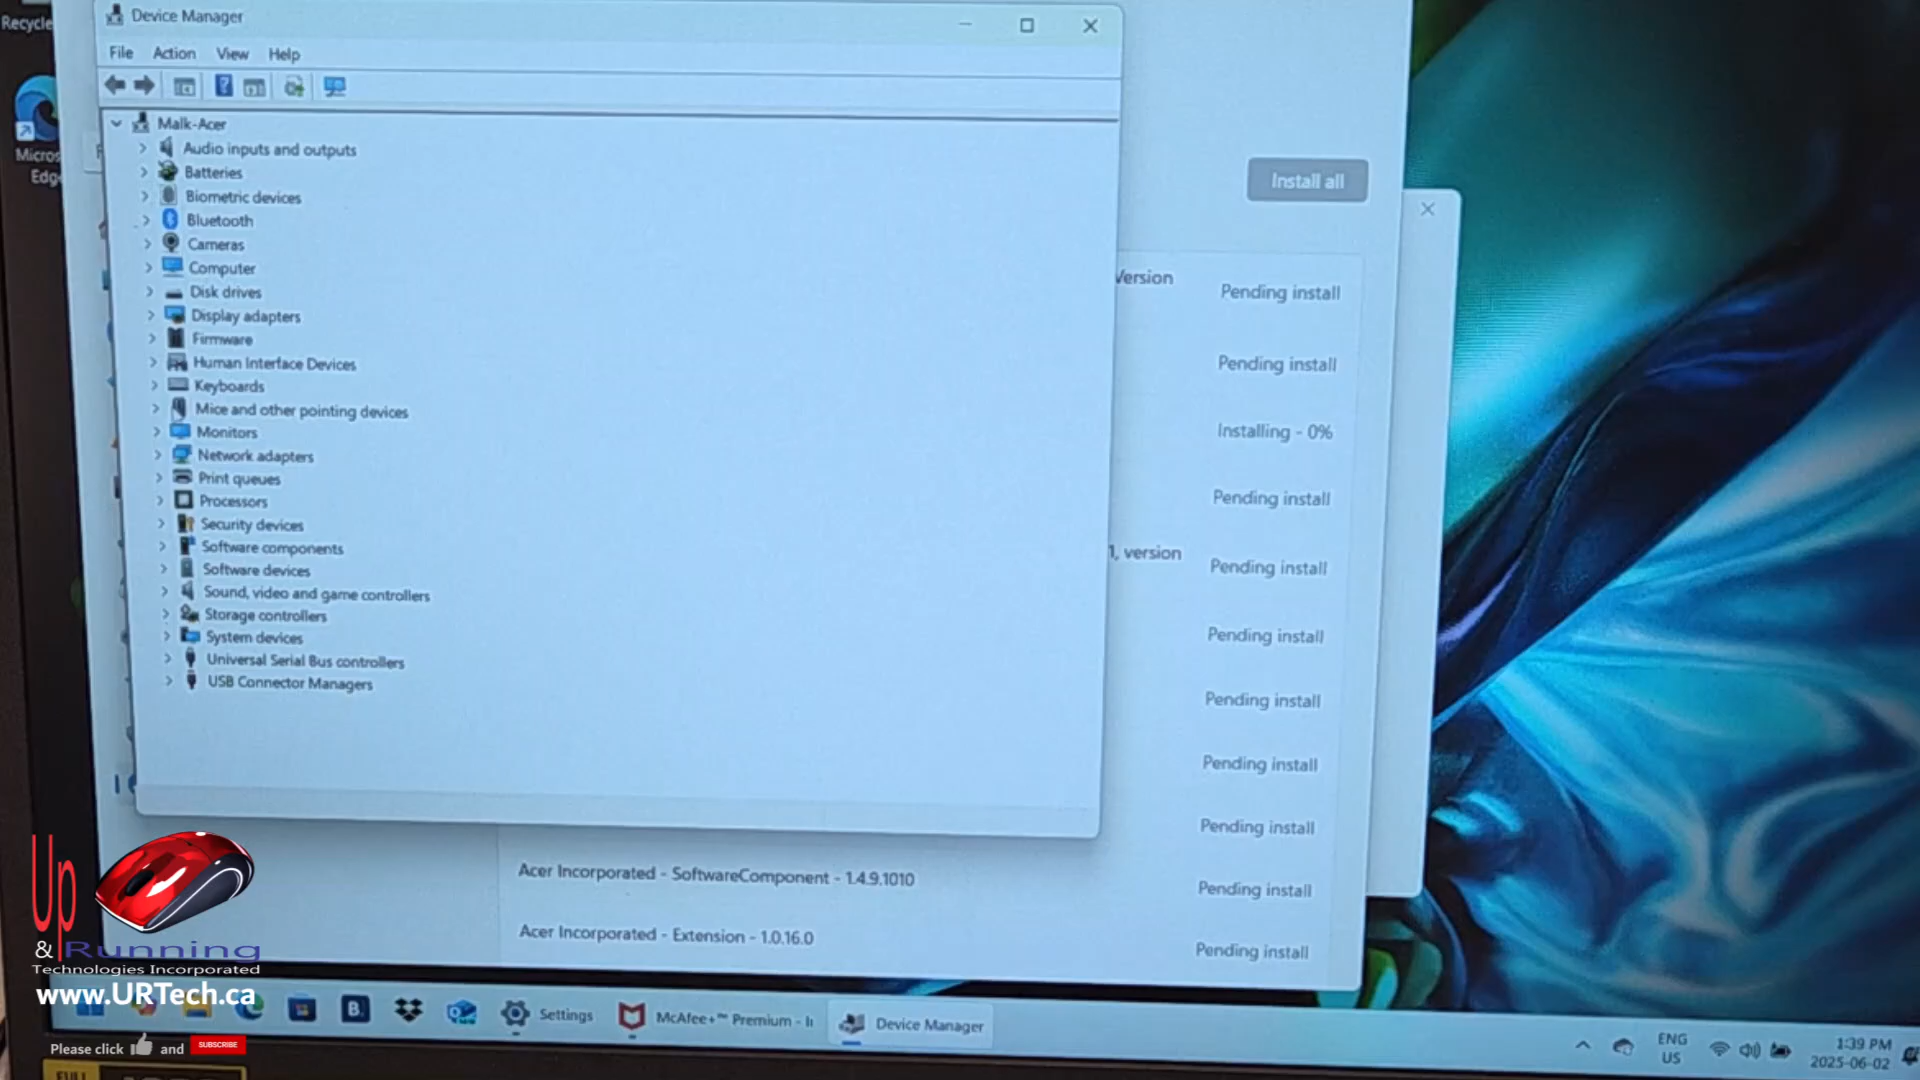 Recycle
Device Manager
File Action View Help
Micros
Edge
Malk-Acer
Audio inputs and outputs
Batteries
Biometric devices
Bluetooth
Cameras
Computer
Disk drives
Display adapters
Firmware
Human Interface Devices
Keyboards
Mice and other pointing devices
Monitors
Network adapters
Print queues
Processors
Security devices
Software components
Software devices
Sound, video and game controllers
Storage controllers
System devices
Universal Serial Bus controllers
USB Connector Managers
Install all
Version
Pending install
Pending install
Installing - 0%
Pending install
1, version
Pending install
Pending install
Pending install
Pending install
Pending install
Acer Incorporated - SoftwareComponent - 1.4.9.1010
Pending install
Acer Incorporated - Extension - 1.0.16.0
Pending install
Up
& Running
Technologies Incorporated
www.URTech.ca
Please click and SUBSCRIBE
FULL
Settings
McAfee+™ Premium - I
Device Manager
ENG
US
1:39 PM
2025-06-02